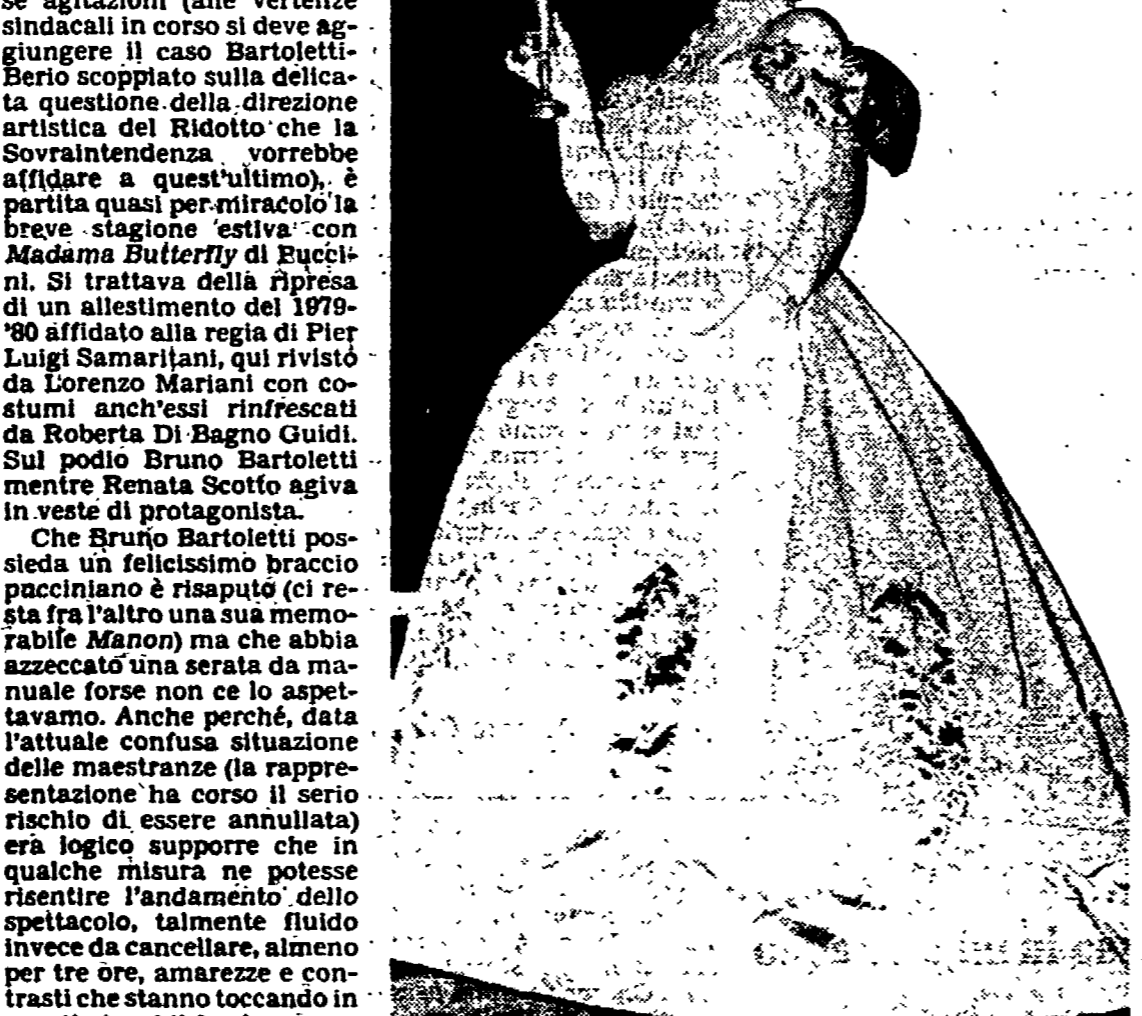 se agitazioni (alle vertenze
sindacali in corso si deve ag-
giungere il caso Bartoletti-
Berio scoppiato sulla delica-
ta questione della direzione
artistica del Ridotto che la
Sovraintendenza vorrebbe
affidare a quest'ultimo), è
partita quasi per miracolo la
breve stagione estiva con
Madama Butterfly di Pucci-
ni. Si trattava della ripresa
di un allestimento del 1979-
'80 affidato alla regia di Pier
Luigi Samaritani, qui rivisto
da Lorenzo Mariani con co-
stumi anch'essi rinfrescati
da Roberta Di Bagno Guidi.
Sul podio Bruno Bartoletti
mentre Renata Scotto agiva
in veste di protagonista.
Che Bruno Bartoletti pos-
sieda un felicissimo braccio
pucciniano è risaputo (ci re-
sta fra l'altro una sua memo-
rabile Manon) ma che abbia
azzeccato una serata da ma-
nuale forse non ce lo aspet-
tavamo. Anche perché, data
l'attuale confusa situazione
delle maestranze (la rappre-
sentazione ha corso il serio
rischio di essere annullata)
era logico supporre che in
qualche misura ne potesse
risentire l'andamento dello
spettacolo, talmente fluido
invece da cancellare, almeno
per tre ore, amarezze e con-
trasti che stanno toccando in